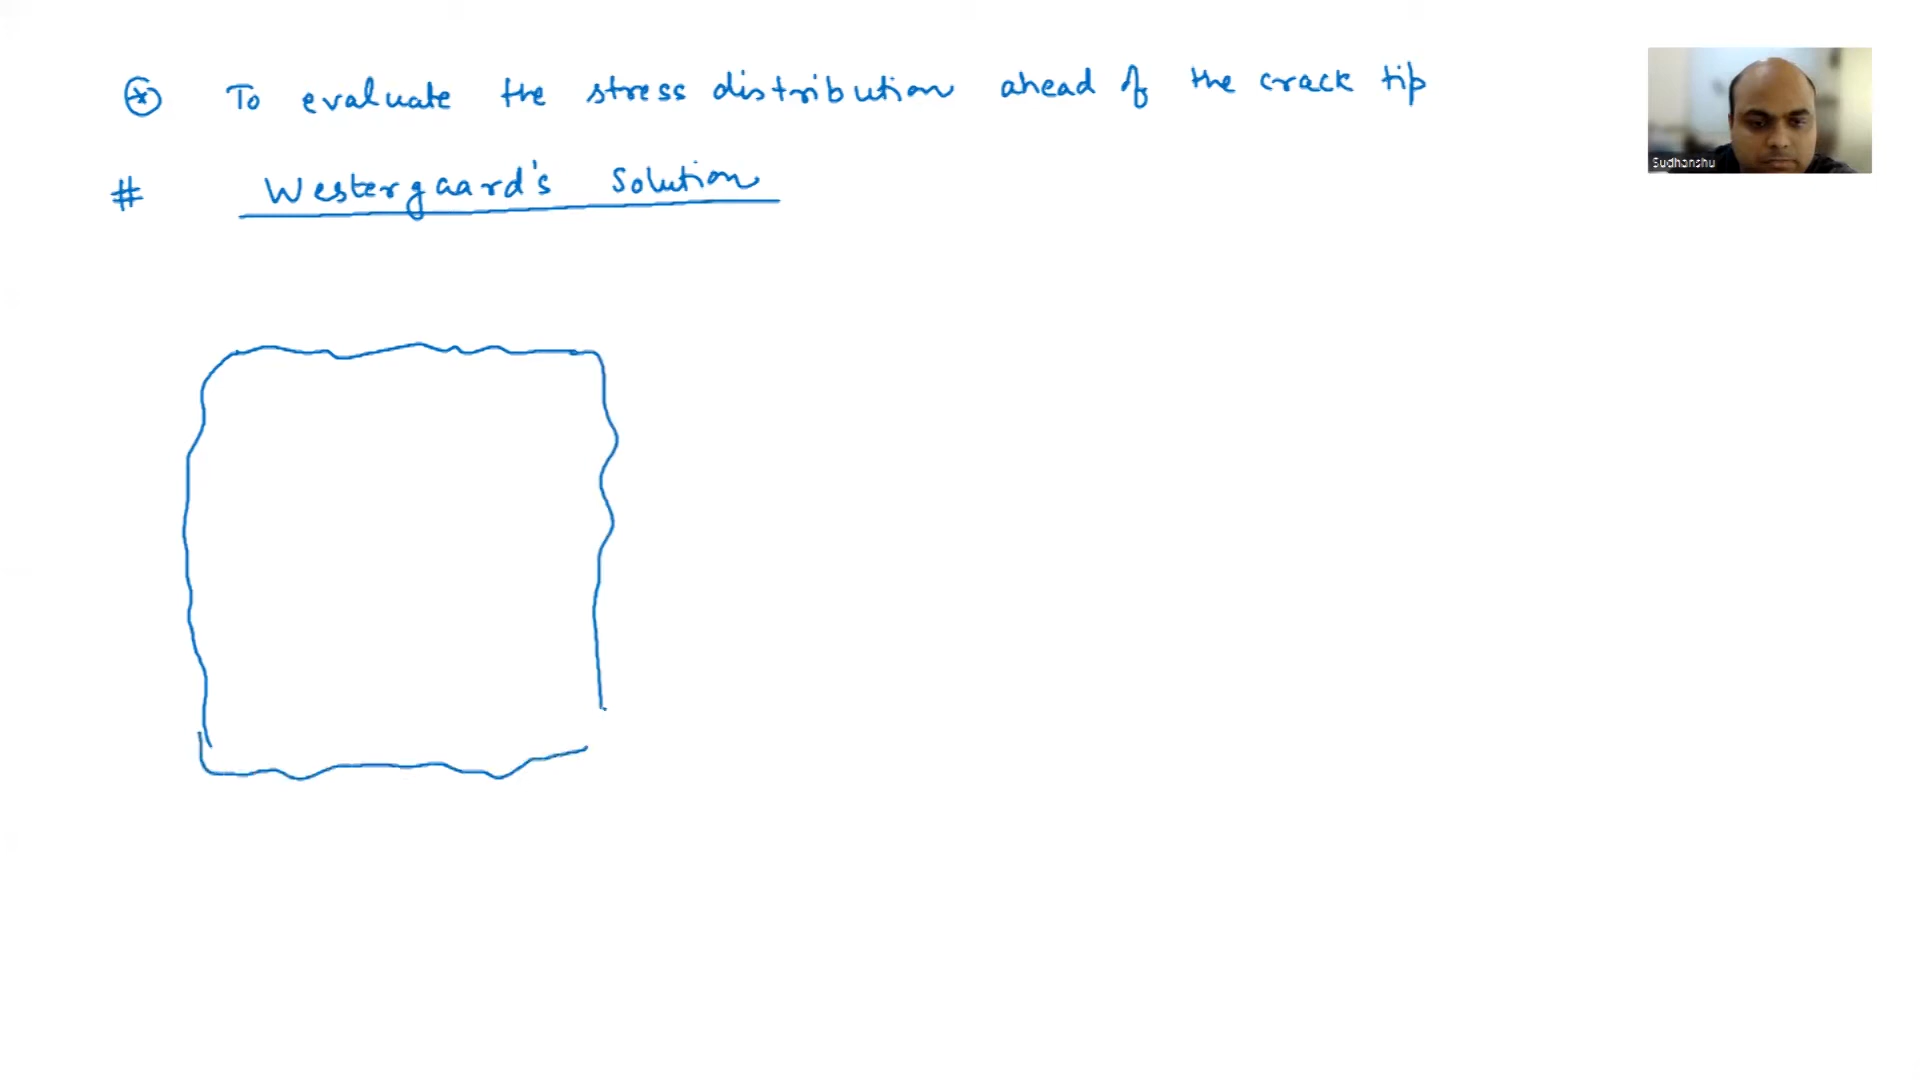 ⊛ To evaluate the stress distribution ahead of the crack tip
# Westergaard's Solution
Sudhanshu